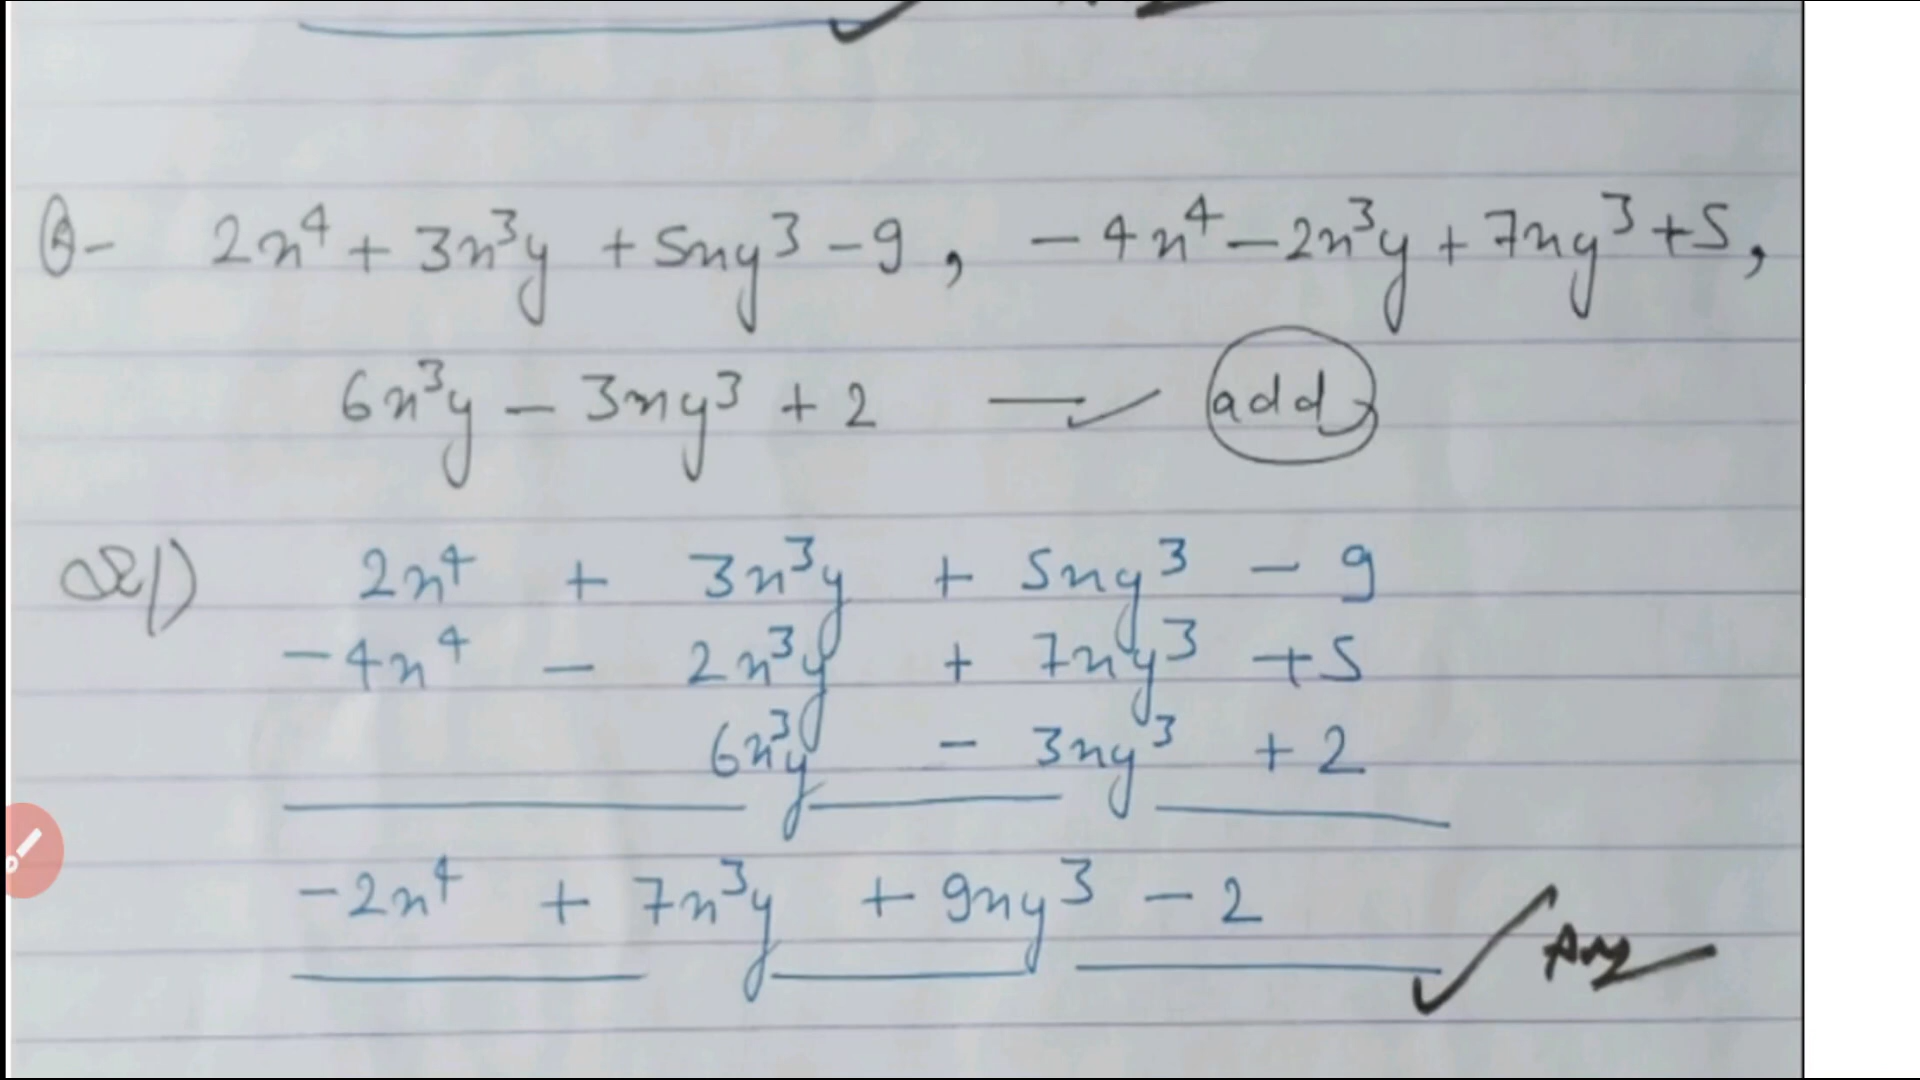 Q- 2x⁴ + 3x³y + 5xy³ - 9, - 4x⁴ - 2x³y + 7xy³ + 5,
6x³y - 3xy³ + 2 — add
Sol)
2x⁴ + 3x³y + 5xy³ - 9
-4x⁴ - 2x³y + 7xy³ + 5
6x³y - 3xy³ + 2
-2x⁴ + 7x³y + 9xy³ - 2
Ans